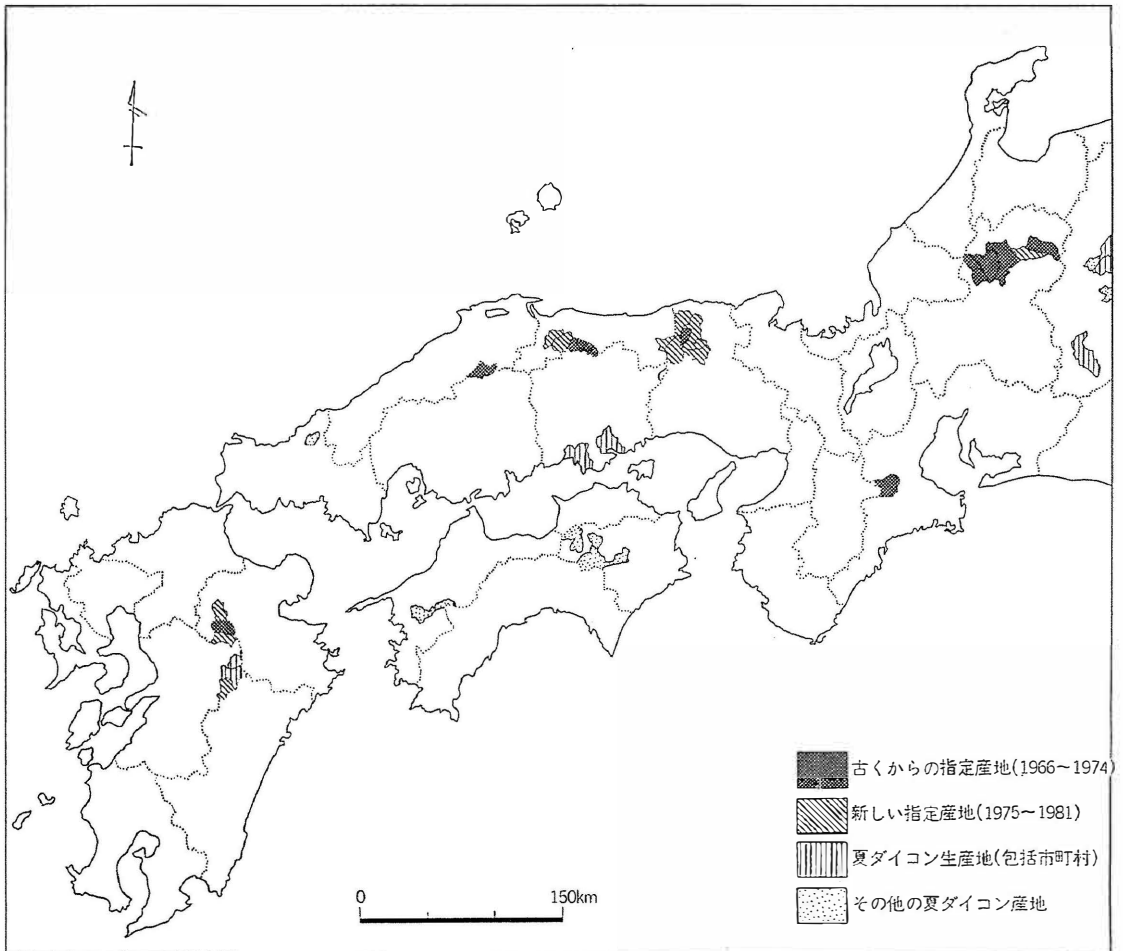 古くからの指定産地(1966〜1974)
新しい指定産地(1975〜1981)
夏ダイコン生産地(包括市町村)
その他の夏ダイコン産地
0 150km